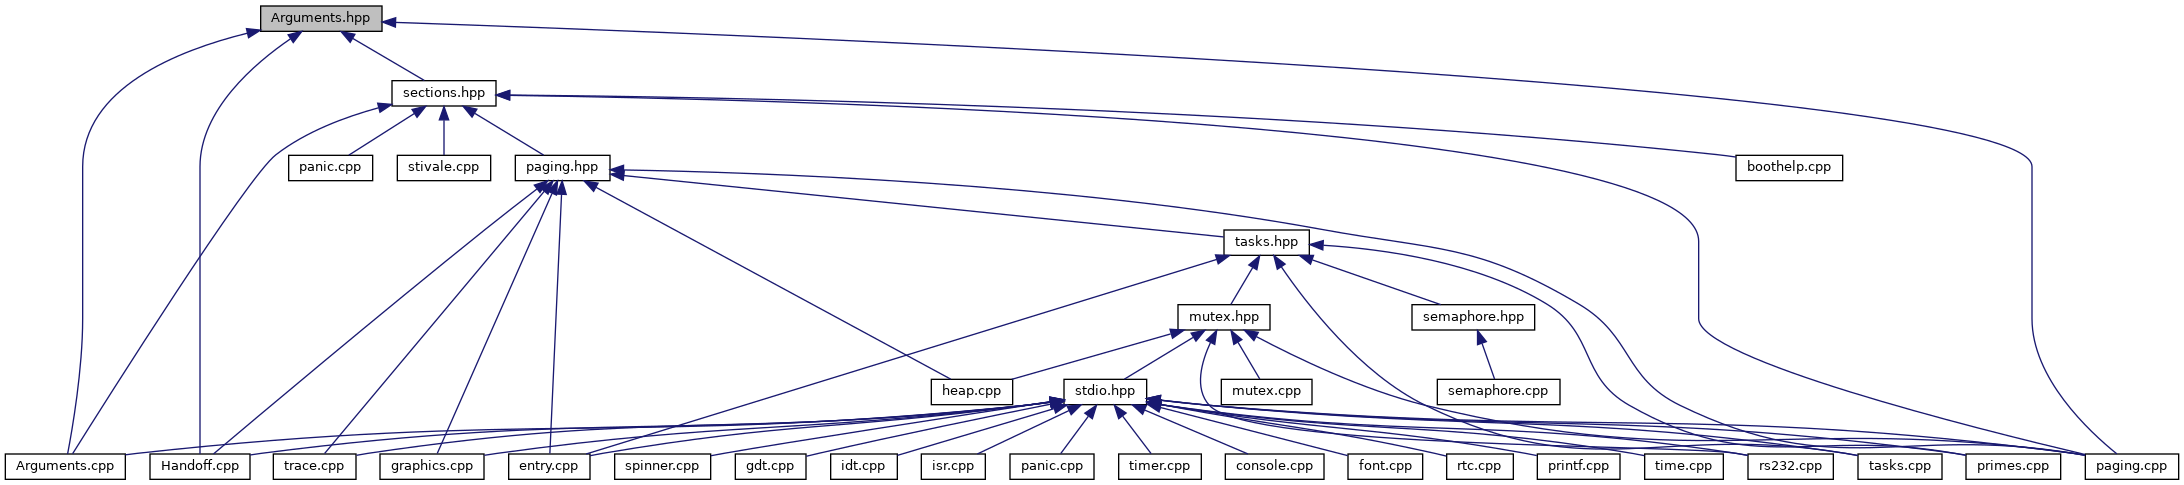 Arguments.hpp
sections.hpp
panic.cpp
stivale.cpp
paging.hpp
boothelp.cpp
tasks.hpp
mutex.hpp
semaphore.hpp
heap.cpp
stdio.hpp
mutex.cpp
semaphore.cpp
Arguments.cpp
Handoff.cpp
trace.cpp
graphics.cpp
entry.cpp
spinner.cpp
gdt.cpp
idt.cpp
isr.cpp
panic.cpp
timer.cpp
console.cpp
font.cpp
rtc.cpp
printf.cpp
time.cpp
rs232.cpp
tasks.cpp
primes.cpp
paging.cpp